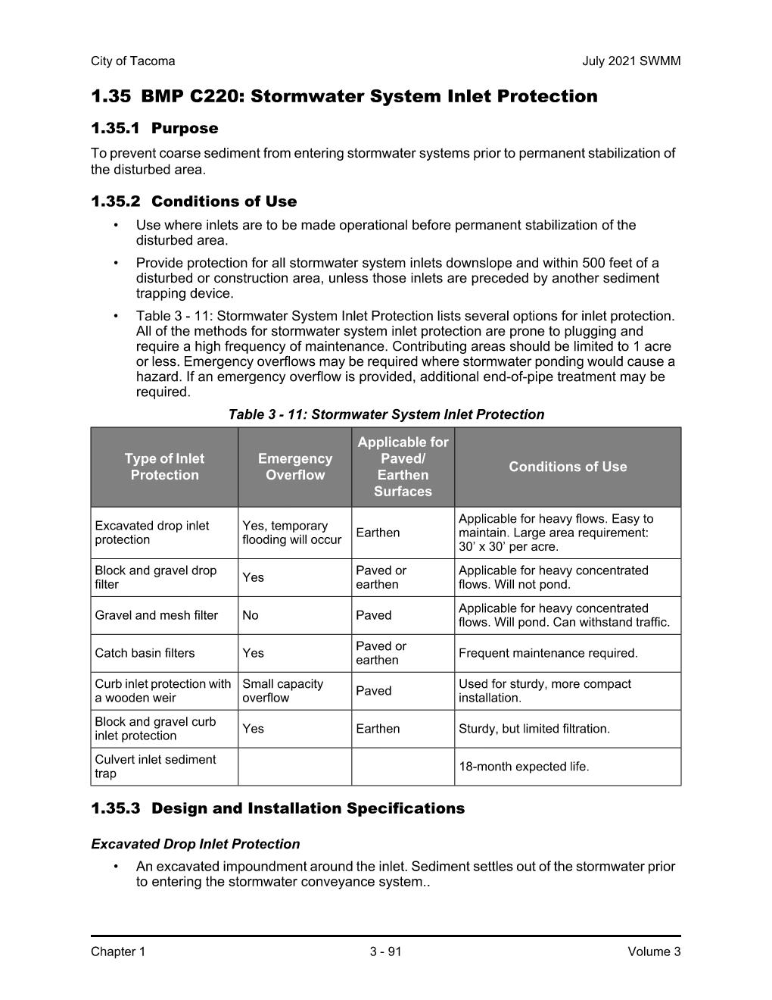 City of Tacoma
July 2021 SWMM
1.35 BMP C220: Stormwater System Inlet Protection
1.35.1 Purpose
To prevent coarse sediment from entering stormwater systems prior to permanent stabilization of
the disturbed area.
1.35.2 Conditions of Use
• Use where inlets are to be made operational before permanent stabilization of the
disturbed area.
• Provide protection for all stormwater system inlets downslope and within 500 feet of a
disturbed or construction area, unless those inlets are preceded by another sediment
trapping device.
• Table 3 - 11: Stormwater System Inlet Protection lists several options for inlet protection.
All of the methods for stormwater system inlet protection are prone to plugging and
require a high frequency of maintenance. Contributing areas should be limited to 1 acre
or less. Emergency overflows may be required where stormwater ponding would cause a
hazard. If an emergency overflow is provided, additional end-of-pipe treatment may be
required.
Table 3 - 11: Stormwater System Inlet Protection
Type of Inlet
Protection
Emergency
Overflow
Applicable for
Paved/
Earthen
Surfaces
Conditions of Use
Excavated drop inlet
protection
Yes, temporary
flooding will occur
Earthen
Applicable for heavy flows. Easy to
maintain. Large area requirement:
30’ x 30’ per acre.
Block and gravel drop
filter
Yes
Paved or
earthen
Applicable for heavy concentrated
flows. Will not pond.
Gravel and mesh filter
No
Paved
Applicable for heavy concentrated
flows. Will pond. Can withstand traffic.
Catch basin filters
Yes
Paved or
earthen
Frequent maintenance required.
Curb inlet protection with
a wooden weir
Small capacity
overflow
Paved
Used for sturdy, more compact
installation.
Block and gravel curb
inlet protection
Yes
Earthen
Sturdy, but limited filtration.
Culvert inlet sediment
trap
18-month expected life.
1.35.3 Design and Installation Specifications
Excavated Drop Inlet Protection
• An excavated impoundment around the inlet. Sediment settles out of the stormwater prior
to entering the stormwater conveyance system..
Chapter 1
3 - 91
Volume 3